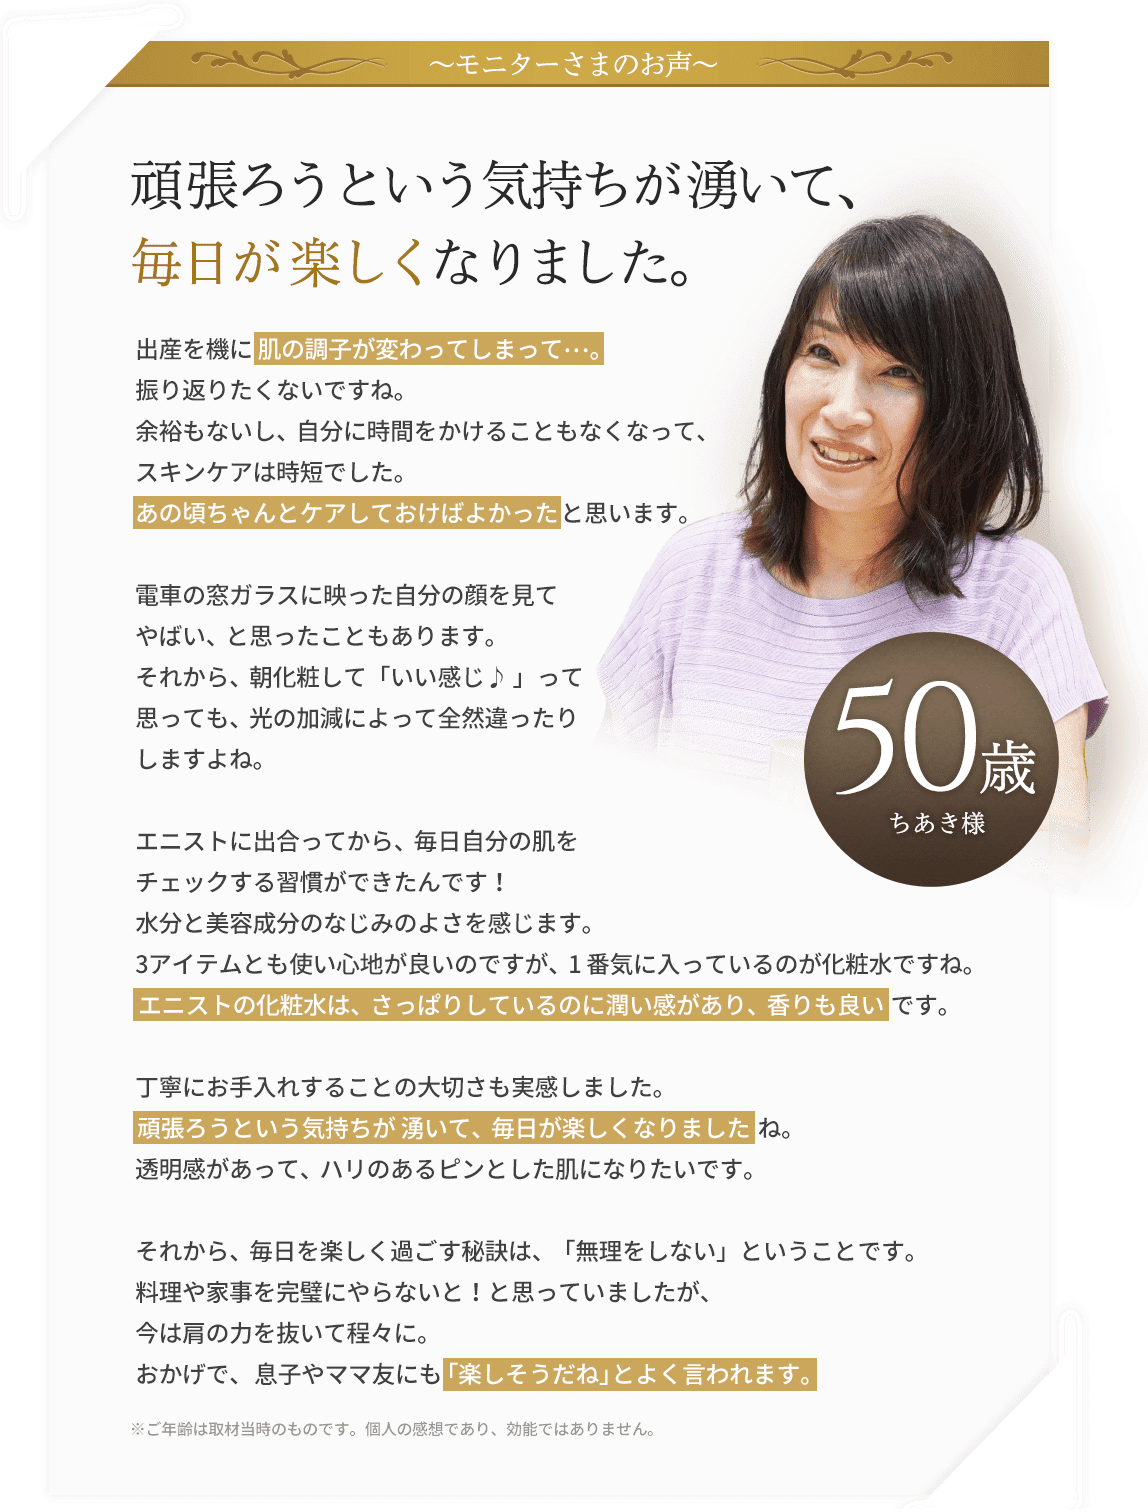 〜モニターさまのお声〜
頑張ろうという気持ちが湧いて、
毎日が楽しくなりました。
出産を機に肌の調子が変わってしまって…。
振り返りたくないですね。
余裕もないし、自分に時間をかけることもなくなって、
スキンケアは時短でした。
あの頃ちゃんとケアしておけばよかったと思います。
電車の窓ガラスに映った自分の顔を見て
やばい、と思ったこともあります。
それから、朝化粧して「いい感じ♪」って
思っても、光の加減によって全然違ったり
しますよね。
50歳
ちあき様
エニストに出合ってから、毎日自分の肌を
チェックする習慣ができたんです！
水分と美容成分のなじみのよさを感じます。
3アイテムとも使い心地が良いのですが、1番気に入っているのが化粧水ですね。
エニストの化粧水は、さっぱりしているのに潤い感があり、香りも良いです。
丁寧にお手入れすることの大切さも実感しました。
頑張ろうという気持ちが湧いて、毎日が楽しくなりましたね。
透明感があって、ハリのあるピンとした肌になりたいです。
それから、毎日を楽しく過ごす秘訣は、「無理をしない」ということです。
料理や家事を完璧にやらないと！と思っていましたが、
今は肩の力を抜いて程々に。
おかげで、息子やママ友にも「楽しそうだね」とよく言われます。
※ご年齢は取材当時のものです。個人の感想であり、効能ではありません。